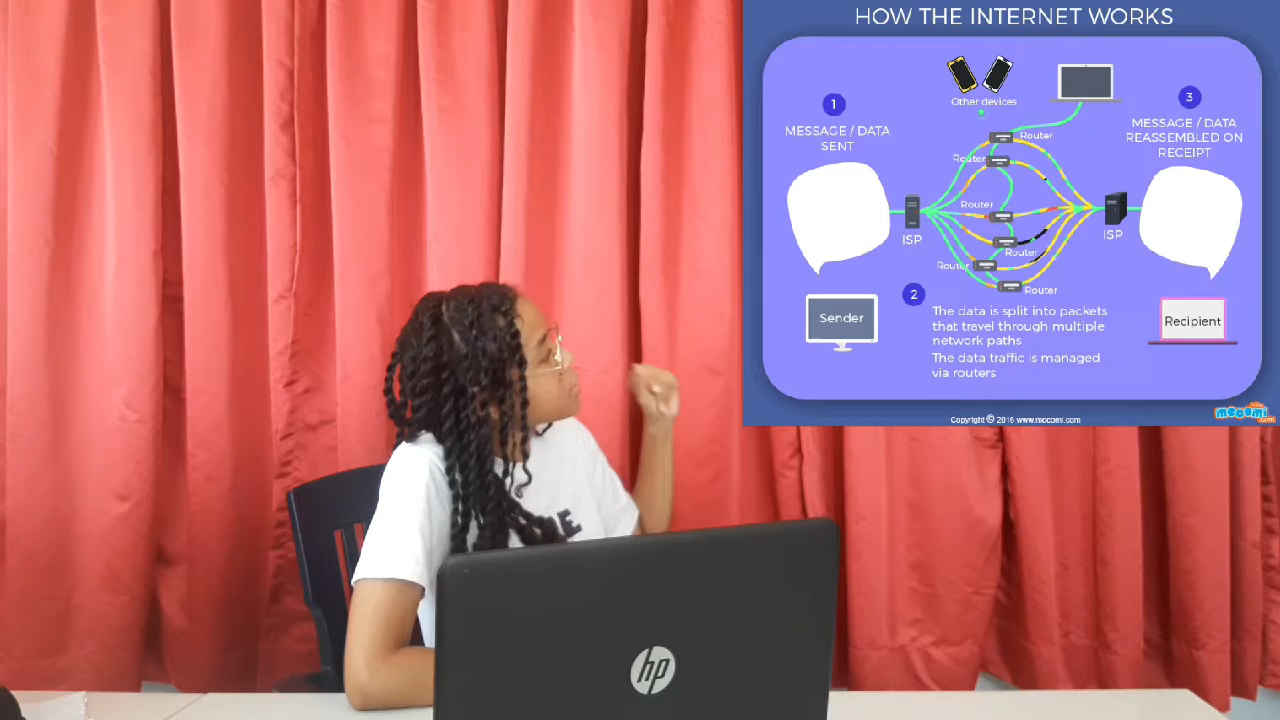 HOW THE INTERNET WORKS
1
MESSAGE / DATA
SENT
Other devices
3
MESSAGE / DATA
REASSEMBLED ON
RECEIPT
Router
Router
Router
Router
Router
Router
ISP
ISP
Sender
2
The data is split into packets
that travel through multiple
network paths
The data traffic is managed
via routers
Recipient
Copyright © 2016 www.mocomi.com
mocomi
.com
hp